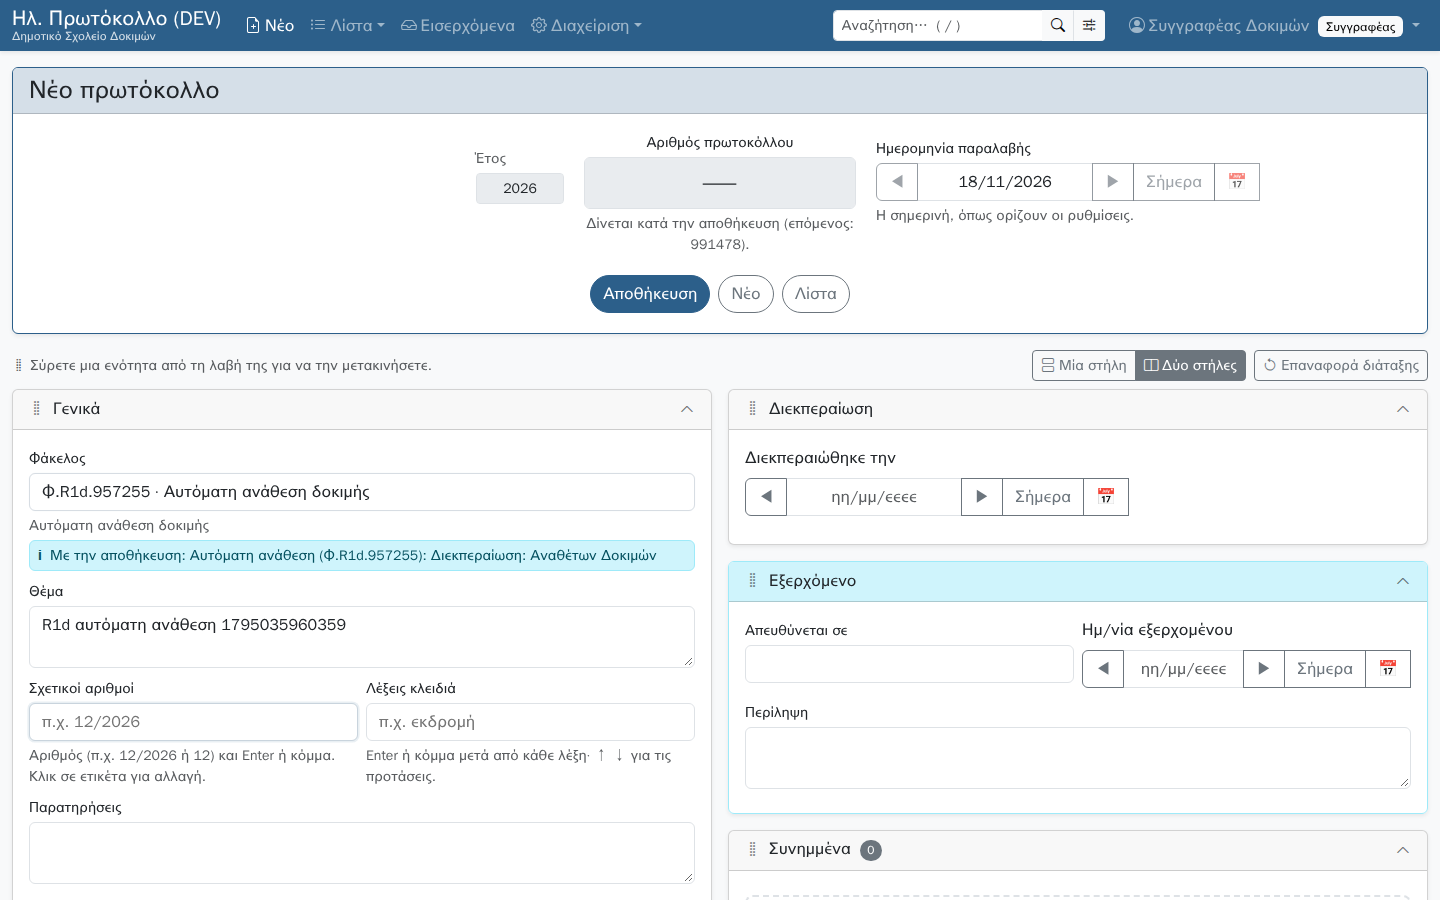 Ηλ. Πρωτόκολλο (DEV)
Δημοτικό Σχολείο Δοκιμών
Νέο
Λίστα
Εισερχόμενα
Διαχείριση
Αναζήτηση… ( / )
Συγγραφέας Δοκιμών
Συγγραφέας
Νέο πρωτόκολλο
Έτος
2026
Αριθμός πρωτοκόλλου
——
Δίνεται κατά την αποθήκευση (επόμενος: 991478).
Ημερομηνία παραλαβής
◀ 18/11/2026 ▶ Σήμερα
Η σημερινή, όπως ορίζουν οι ρυθμίσεις.
Αποθήκευση
Νέο
Λίστα
Σύρετε μια ενότητα από τη λαβή της για να την μετακινήσετε.
Μία στήλη
Δύο στήλες
Επαναφορά διάταξης
Γενικά
Φάκελος
Φ.R1d.957255 · Αυτόματη ανάθεση δοκιμής
Αυτόματη ανάθεση δοκιμής
Με την αποθήκευση: Αυτόματη ανάθεση (Φ.R1d.957255): Διεκπεραίωση: Αναθέτων Δοκιμών
Θέμα
R1d αυτόματη ανάθεση 1795035960359
Σχετικοί αριθμοί
π.χ. 12/2026
Αριθμός (π.χ. 12/2026 ή 12) και Enter ή κόμμα.
Κλικ σε ετικέτα για αλλαγή.
Λέξεις κλειδιά
π.χ. εκδρομή
Enter ή κόμμα μετά από κάθε λέξη· ↑ ↓ για τις
προτάσεις.
Παρατηρήσεις
Διεκπεραίωση
Διεκπεραιώθηκε την
◀ ηη/μμ/εεεε ▶ Σήμερα
Εξερχόμενο
Απευθύνεται σε
Ημ/νία εξερχομένου
◀ ηη/μμ/εεεε ▶ Σήμερα
Περίληψη
Συνημμένα 0